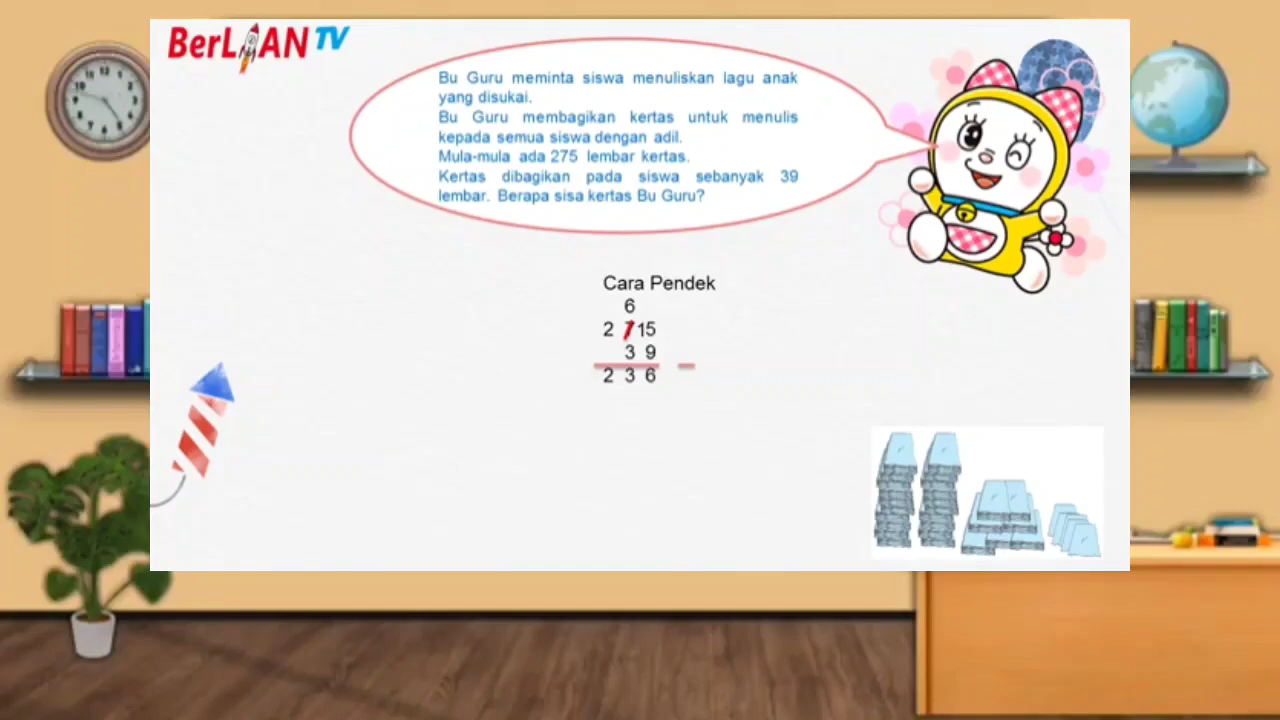 BerLIAN TV
Bu Guru meminta siswa menuliskan lagu anak
yang disukai.
Bu Guru membagikan kertas untuk menulis
kepada semua siswa dengan adil.
Mula-mula ada 275 lembar kertas.
Kertas dibagikan pada siswa sebanyak 39
lembar. Berapa sisa kertas Bu Guru?
Cara Pendek
6
2 7 15
3 9
2 3 6